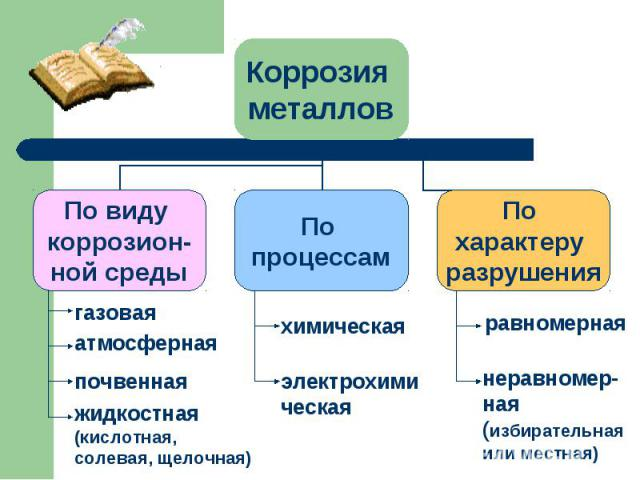 Коррозия
металлов
По виду
коррозион-
ной среды
газовая
атмосферная
почвенная
жидкостная
(кислотная,
солевая, щелочная)
По
процессам
химическая
электрохими
ческая
По
характеру
разрушения
равномерная
неравномер-
ная
(избирательная
или местная)